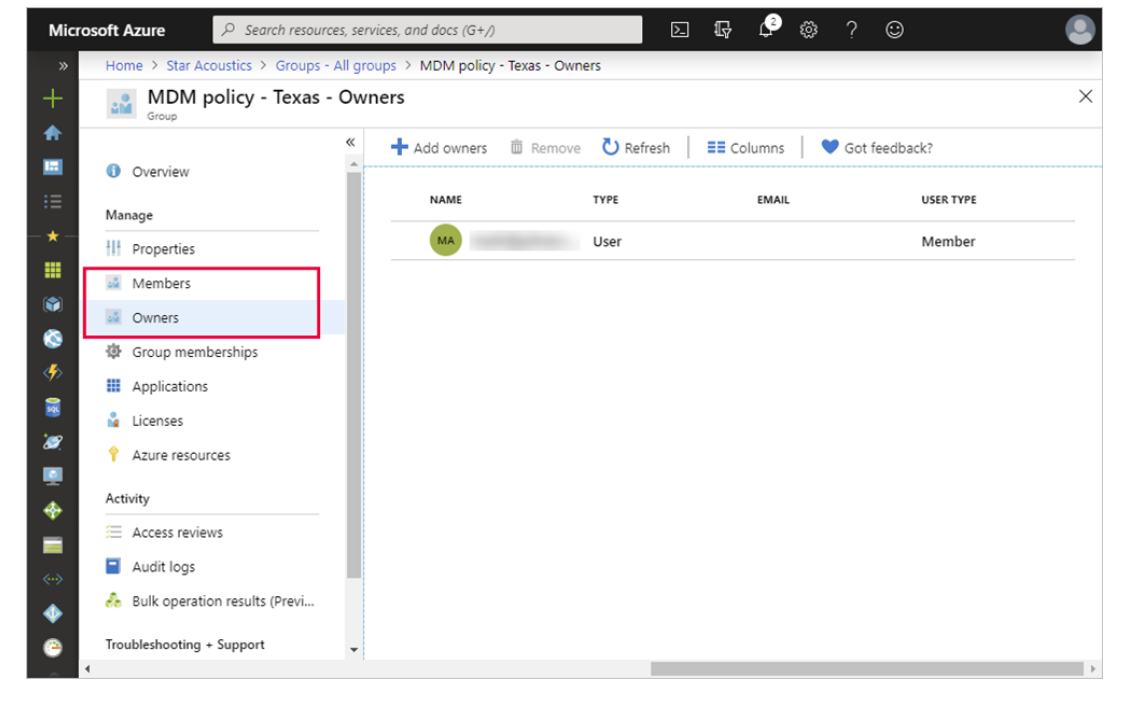 Microsoft Azure
Search resources, services, and docs (G+/)
2
Home > Star Acoustics > Groups - All groups > MDM policy - Texas - Owners
MDM policy - Texas - Owners
Group
Overview
Manage
Properties
Members
Owners
Group memberships
Applications
Licenses
Azure resources
Activity
Access reviews
Audit logs
Bulk operation results (Previ...
Troubleshooting + Support
Add owners Remove Refresh Columns Got feedback?
NAME TYPE EMAIL USER TYPE
MA User Member
SQL